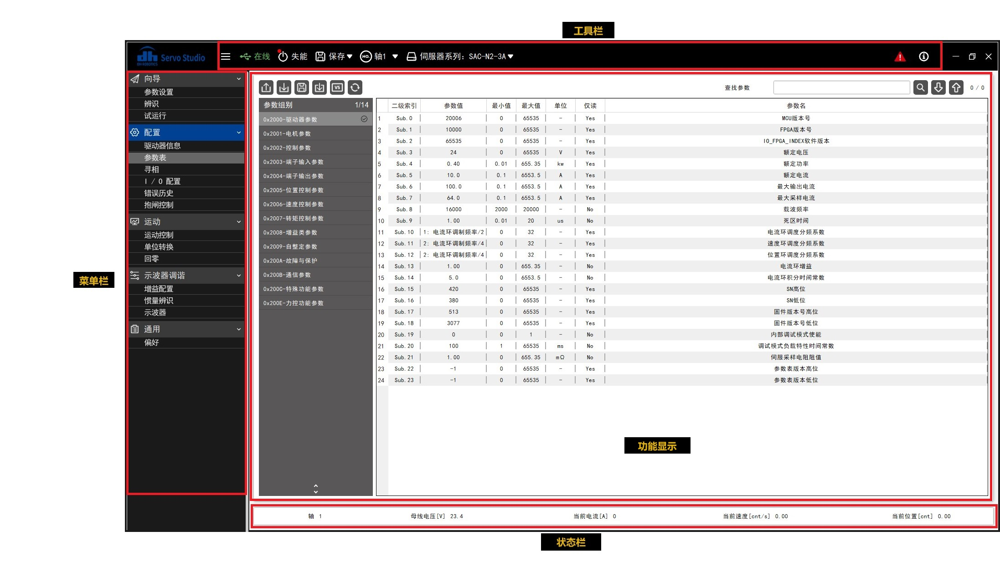 工具栏
dh DH-ROBOTICS Servo Studio
在线 失能 保存 NO. 轴1 伺服器系列: SAC-N2-3A
向导
参数设置
辨识
试运行
配置
驱动器信息
参数表
寻相
I / O 配置
错误历史
抱闸控制
运动
运动控制
单位转换
回零
示波器调谐
增益配置
惯量辨识
示波器
通用
偏好
菜单栏
VS 查找参数 0 / 0
参数组别 1/14
0x2000-驱动器参数
0x2001-电机参数
0x2002-控制参数
0x2003-端子输入参数
0x2004-端子输出参数
0x2005-位置控制参数
0x2006-速度控制参数
0x2007-转矩控制参数
0x2008-增益类参数
0x2009-自整定参数
0x200A-故障与保护
0x200B-通信参数
0x200C-特殊功能参数
0x200E-力控功能参数
二级索引 参数值 最小值 最大值 单位 仅读 参数名
1 Sub.0 20006 0 65535 - Yes MCU版本号
2 Sub.1 10000 0 65535 - Yes FPGA版本号
3 Sub.2 65535 0 65535 - Yes IO_FPGA_INDEX软件版本
4 Sub.3 24 0 65535 V Yes 额定电压
5 Sub.4 0.40 0.01 655.35 kw Yes 额定功率
6 Sub.5 10.0 0.1 6553.5 A Yes 额定电流
7 Sub.6 100.0 0.1 6553.5 A Yes 最大输出电流
8 Sub.7 64.0 0.1 6553.5 A Yes 最大采样电流
9 Sub.8 16000 2000 20000 - No 载波频率
10 Sub.9 1.00 0.01 20 us No 死区时间
11 Sub.10 1: 电流环调制频率/2 0 32 - Yes 电流环调度分频系数
12 Sub.11 2: 电流环调制频率/4 0 32 - Yes 速度环调度分频系数
13 Sub.12 2: 电流环调制频率/4 0 32 - Yes 位置环调度分频系数
14 Sub.13 1.00 0 655.35 - No 电流环增益
15 Sub.14 5.0 0 6553.5 - No 电流环积分时间常数
16 Sub.15 420 0 65535 - Yes SN高位
17 Sub.16 380 0 65535 - Yes SN低位
18 Sub.17 513 0 65535 - Yes 固件版本号高位
19 Sub.18 3077 0 65535 - Yes 固件版本号低位
20 Sub.19 0 0 1 - No 内部调试模式使能
21 Sub.20 100 1 65535 ms No 调试模式负载特性时间常数
22 Sub.21 1.00 0 655.35 mΩ No 伺服采样电阻阻值
23 Sub.22 -1 0 65535 - Yes 参数表版本高位
24 Sub.23 -1 0 65535 - Yes 参数表版本低位
功能显示
轴 1 母线电压[V] 23.4 当前电流[A] 0 当前速度[cnt/s] 0.00 当前位置[cnt] 0.00
状态栏